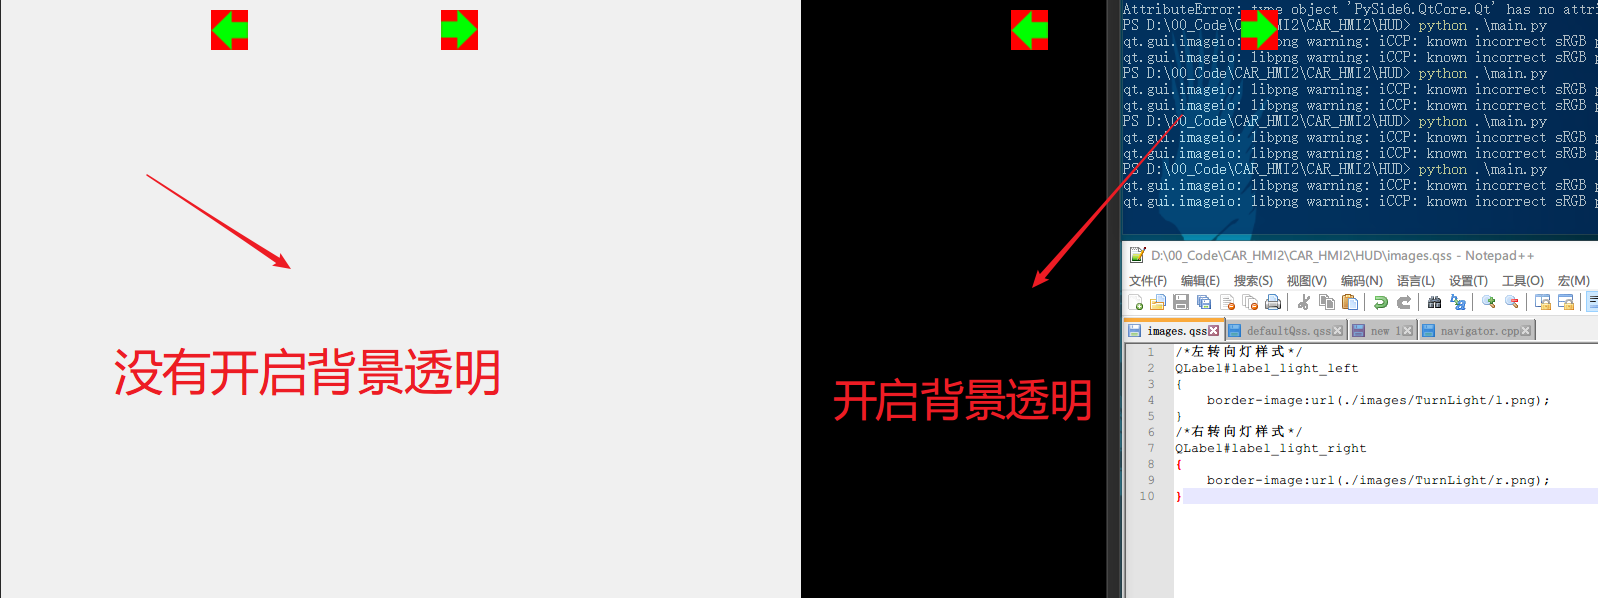 AttributeError: type object 'PySide6.QtCore.Qt' has no attri
PS D:\00_Code\CAR_HMI2\CAR_HMI2\HUD> python .\main.py
qt.gui.imageio: libpng warning: iCCP: known incorrect sRGB p
qt.gui.imageio: libpng warning: iCCP: known incorrect sRGB p
PS D:\00_Code\CAR_HMI2\CAR_HMI2\HUD> python .\main.py
qt.gui.imageio: libpng warning: iCCP: known incorrect sRGB p
qt.gui.imageio: libpng warning: iCCP: known incorrect sRGB p
PS D:\00_Code\CAR_HMI2\CAR_HMI2\HUD> python .\main.py
qt.gui.imageio: libpng warning: iCCP: known incorrect sRGB p
qt.gui.imageio: libpng warning: iCCP: known incorrect sRGB p
PS D:\00_Code\CAR_HMI2\CAR_HMI2\HUD> python .\main.py
qt.gui.imageio: libpng warning: iCCP: known incorrect sRGB p
qt.gui.imageio: libpng warning: iCCP: known incorrect sRGB p
没有开启背景透明
开启背景透明
D:\00_Code\CAR_HMI2\CAR_HMI2\HUD\images.qss - Notepad++
文件(F) 编辑(E) 搜索(S) 视图(V) 编码(N) 语言(L) 设置(T) 工具(O) 宏(M)
images.qss defaultQss.qss new 1 navigator.cpp
1 /*左转向灯样式*/
2 QLabel#label_light_left
3 {
4 border-image:url(./images/TurnLight/l.png);
5 }
6 /*右转向灯样式*/
7 QLabel#label_light_right
8 {
9 border-image:url(./images/TurnLight/r.png);
10 }